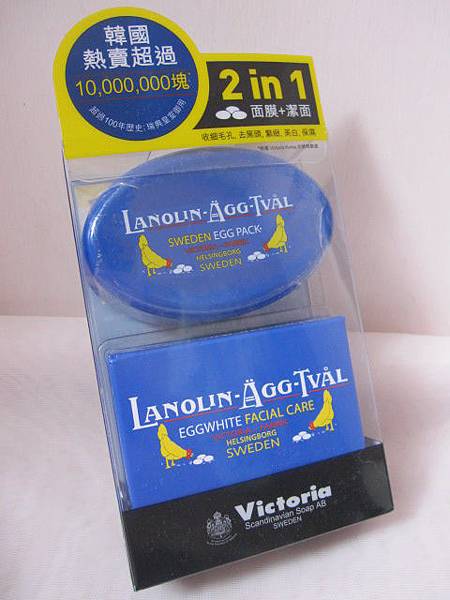 韓國
熱賣超過
10,000,000塊*
超過100年歷史, 瑞典皇室御用
2 in 1
面膜+潔面
收細毛孔, 去黑頭, 緊緻, 美白, 保濕
LANOLIN-ÄGG-TVÅL
SWEDEN EGG PACK
HELSINGBORG
SWEDEN
LANOLIN-ÄGG-TVÅL
EGGWHITE FACIAL CARE
VICTORIA - FABRIK
HELSINGBORG
SWEDEN
Victoria
Scandinavian Soap AB
SWEDEN